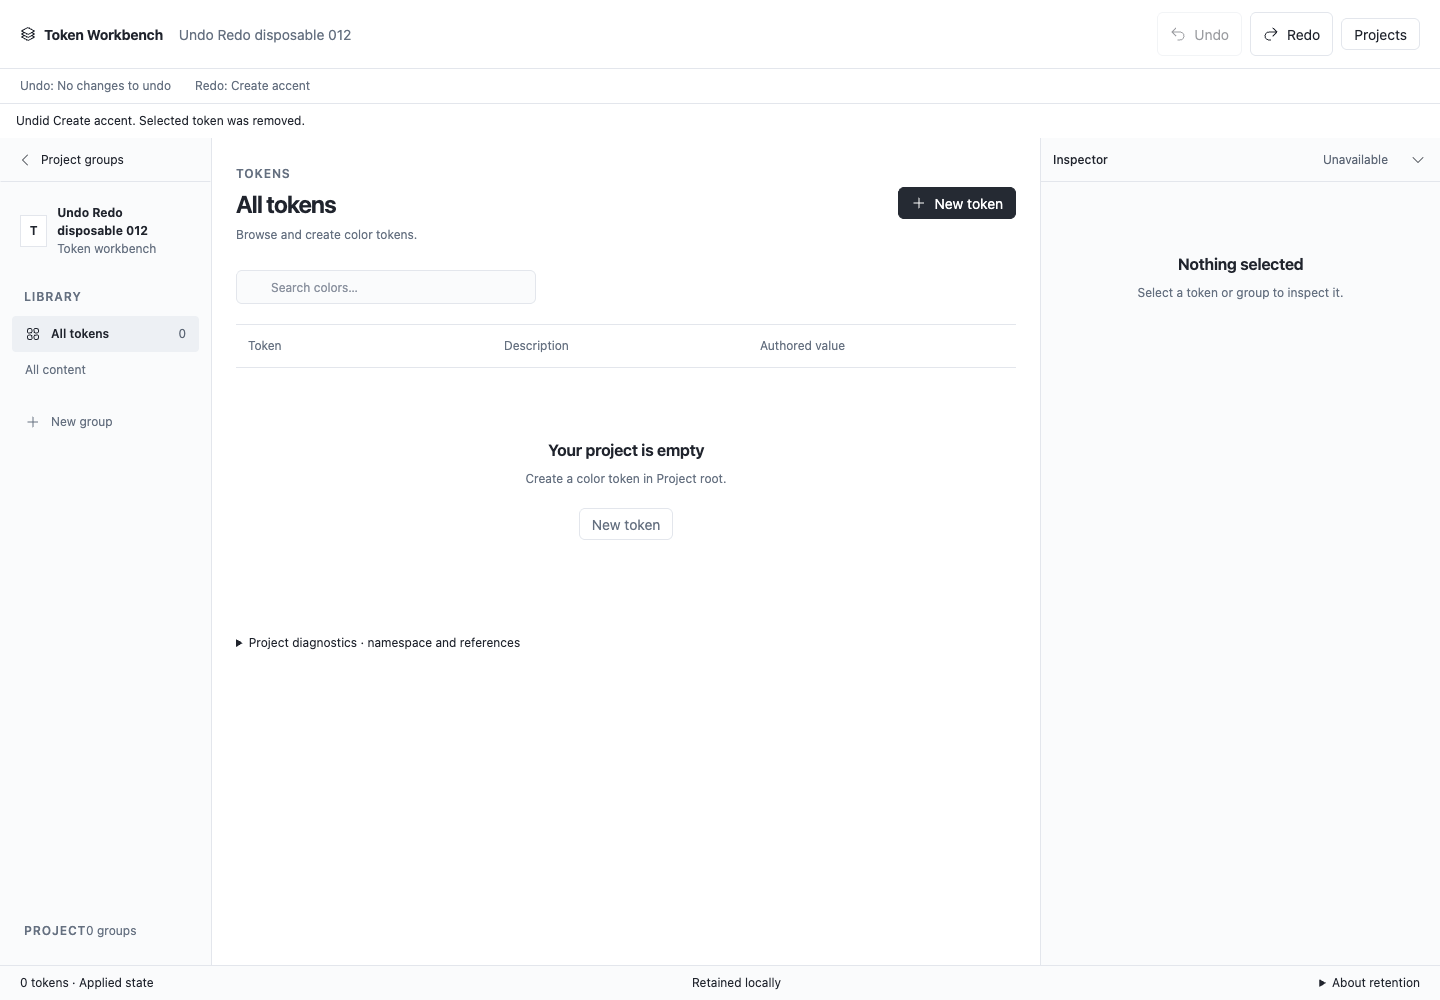 Token Workbench Undo Redo disposable 012 Undo Redo Projects
Undo: No changes to undo Redo: Create accent
Undid Create accent. Selected token was removed.
Project groups
T
Undo Redo
disposable 012
Token workbench
LIBRARY
All tokens 0
All content
New group
PROJECT0 groups
TOKENS
All tokens
Browse and create color tokens.
New token
Search colors...
Token Description Authored value
Your project is empty
Create a color token in Project root.
New token
Project diagnostics · namespace and references
Inspector Unavailable
Nothing selected
Select a token or group to inspect it.
0 tokens · Applied state Retained locally About retention